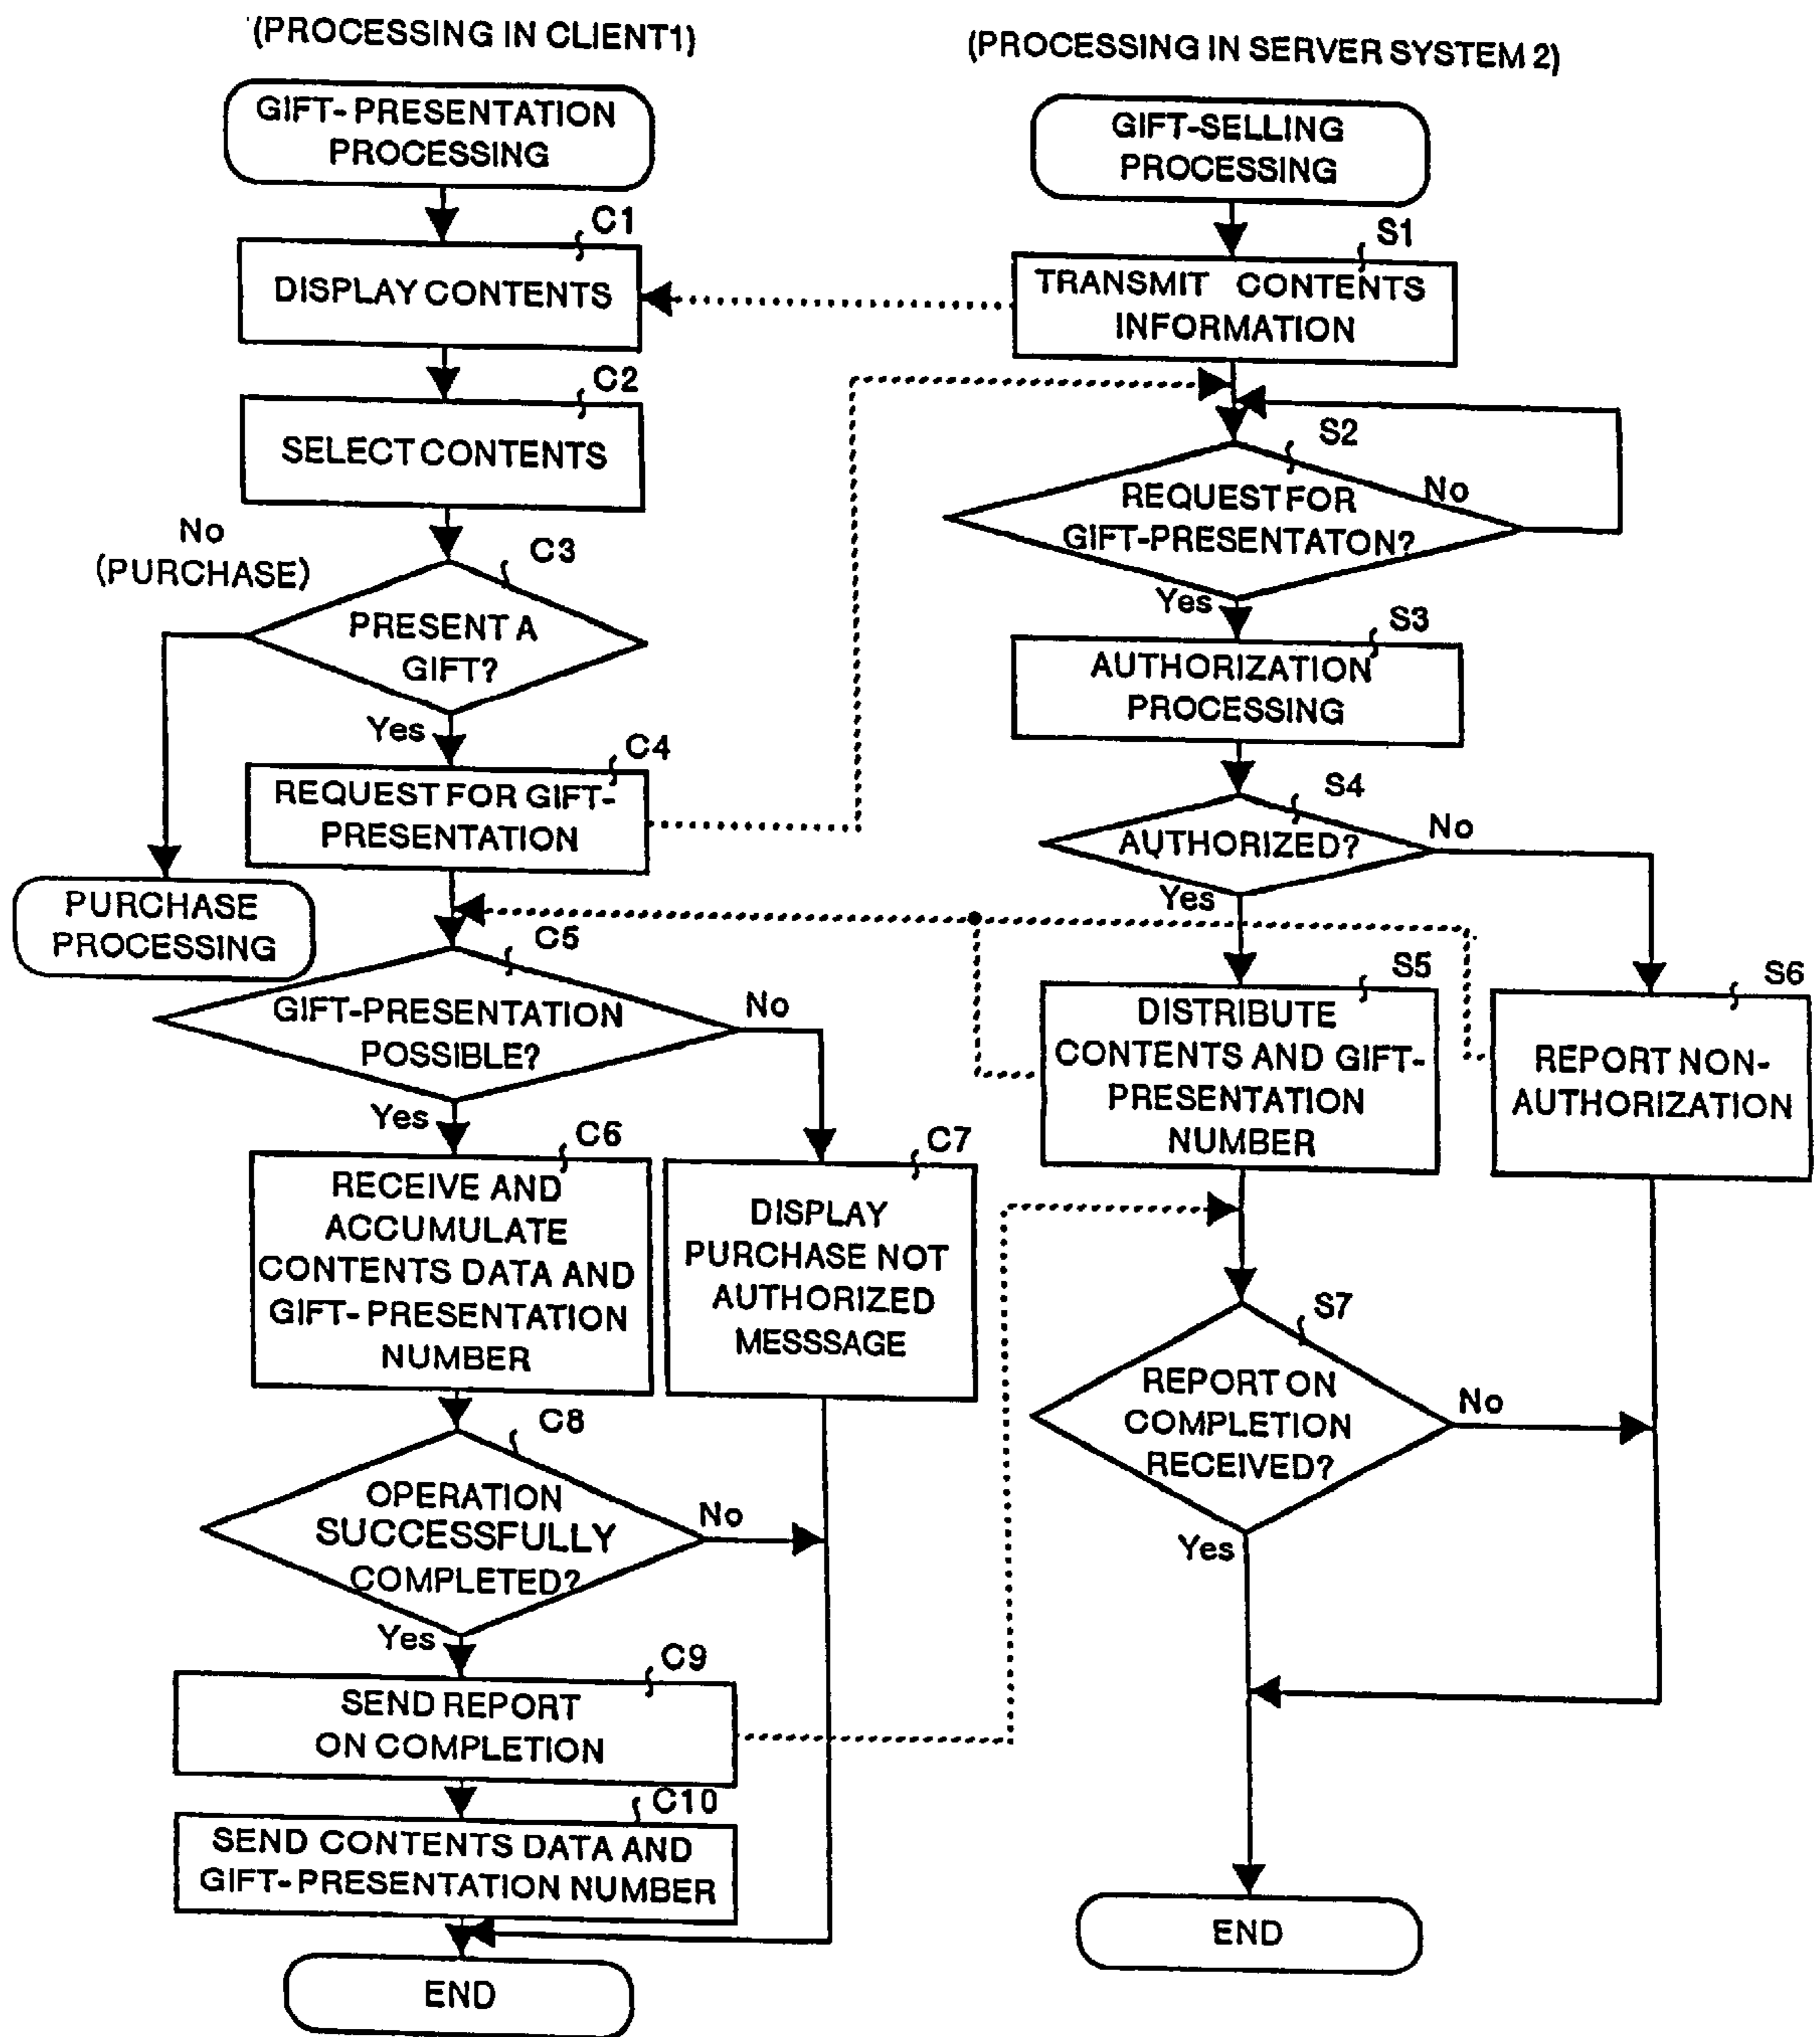 (PROCESSING IN CLIENT1)
GIFT- PRESENTATION
PROCESSING
C1
DISPLAY CONTENTS
C2
SELECT CONTENTS
No
(PURCHASE)
C3
PRESENT A
GIFT?
Yes
C4
REQUEST FOR GIFT-
PRESENTATION
PURCHASE
PROCESSING
C5
GIFT-PRESENTATION
POSSIBLE?
No
Yes
C6
RECEIVE AND
ACCUMULATE
CONTENTS DATA AND
GIFT- PRESENTATION
NUMBER
C7
DISPLAY
PURCHASE NOT
AUTHORIZED
MESSSAGE
C8
OPERATION
SUCCESSFULLY
COMPLETED?
No
Yes
C9
SEND REPORT
ON COMPLETION
C10
SEND CONTENTS DATA AND
GIFT- PRESENTATION NUMBER
END
(PROCESSING IN SERVER SYSTEM 2)
GIFT-SELLING
PROCESSING
S1
TRANSMIT CONTENTS
INFORMATION
S2
REQUEST FOR
GIFT-PRESENTATON?
No
Yes
S3
AUTHORIZATION
PROCESSING
S4
AUTHORIZED?
No
Yes
S5
DISTRIBUTE
CONTENTS AND GIFT-
PRESENTATION
NUMBER
S6
REPORT NON-
AUTHORIZATION
S7
REPORT ON
COMPLETION
RECEIVED?
No
Yes
END